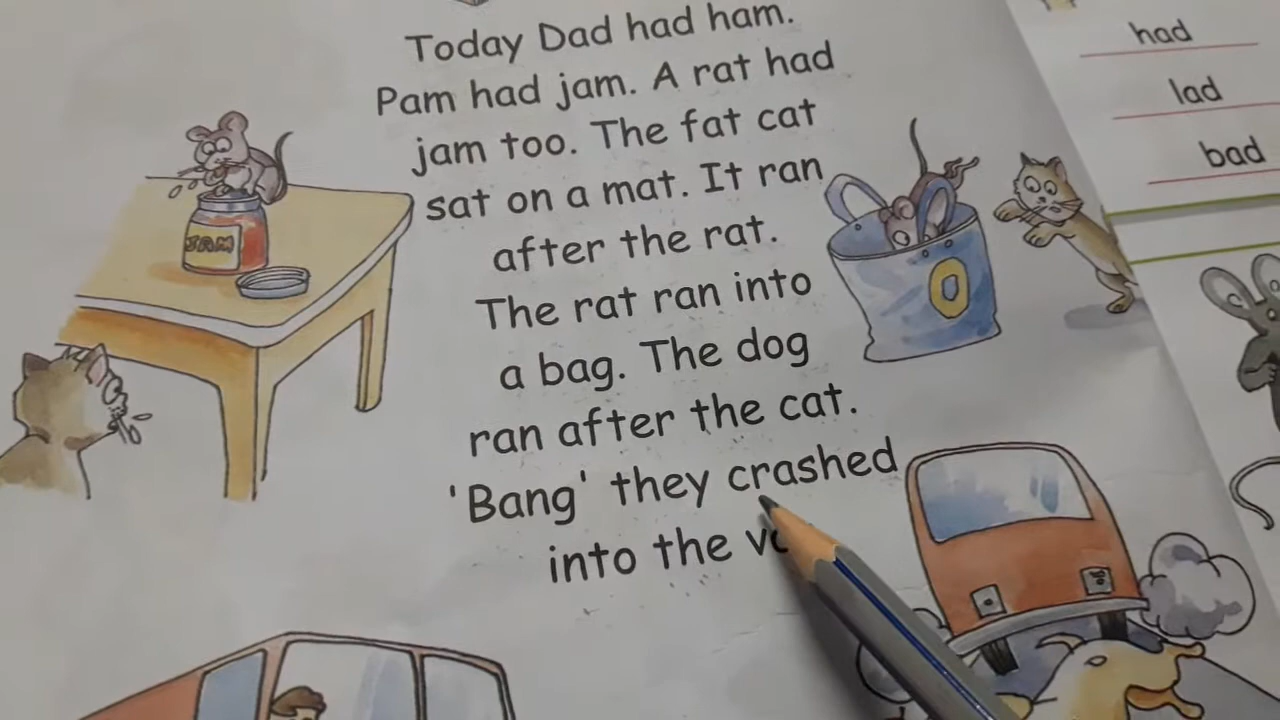 Today Dad had ham.
Pam had jam. A rat had
jam too. The fat cat
sat on a mat. It ran
after the rat.
The rat ran into
a bag. The dog
ran after the cat.
'Bang' they crashed
into the
JAM
had
lad
bad